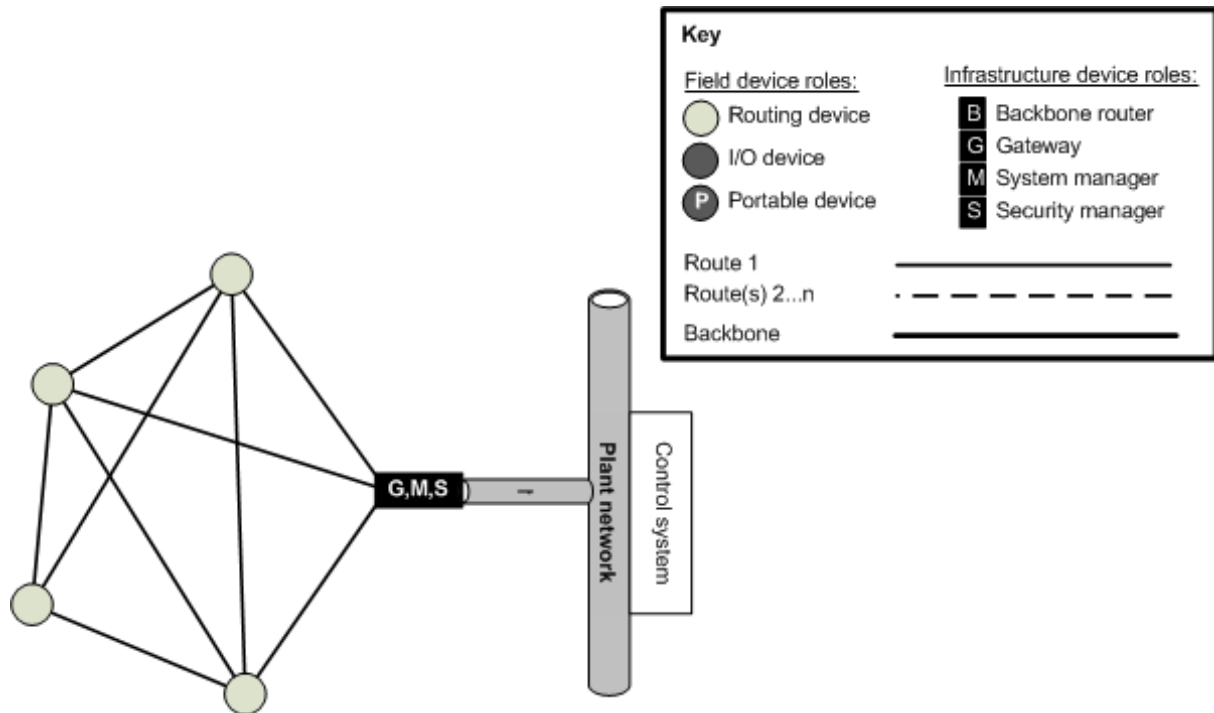 Key
Field device roles:
Routing device
I/O device
P
Portable device
Infrastructure device roles:
B Backbone router
G Gateway
M System manager
S Security manager
Route 1
Route(s) 2...n
Backbone
G,M,S
Plant network
Control system